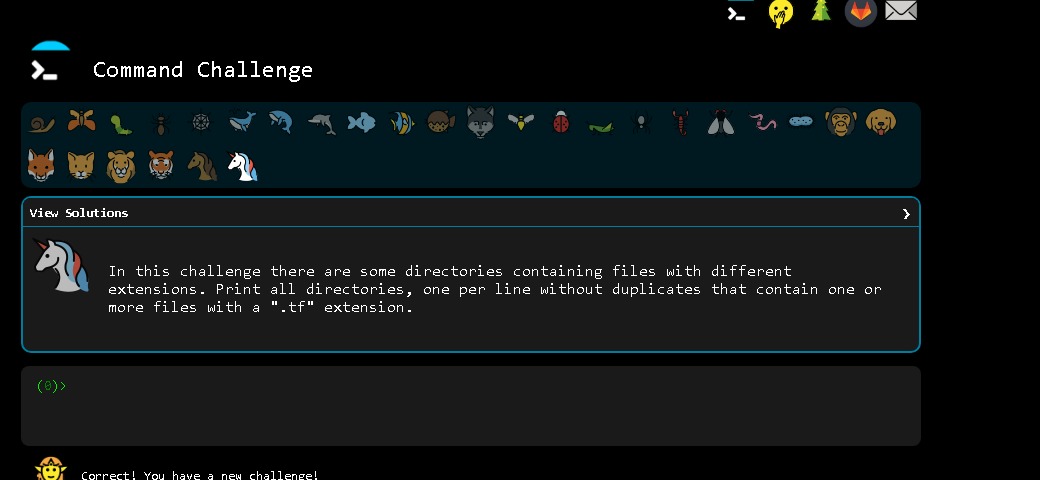 Command Challenge
View Solutions
In this challenge there are some directories containing files with different
extensions. Print all directories, one per line without duplicates that contain one or
more files with a ".tf" extension.
(0)>
Correct! You have a new challenge!